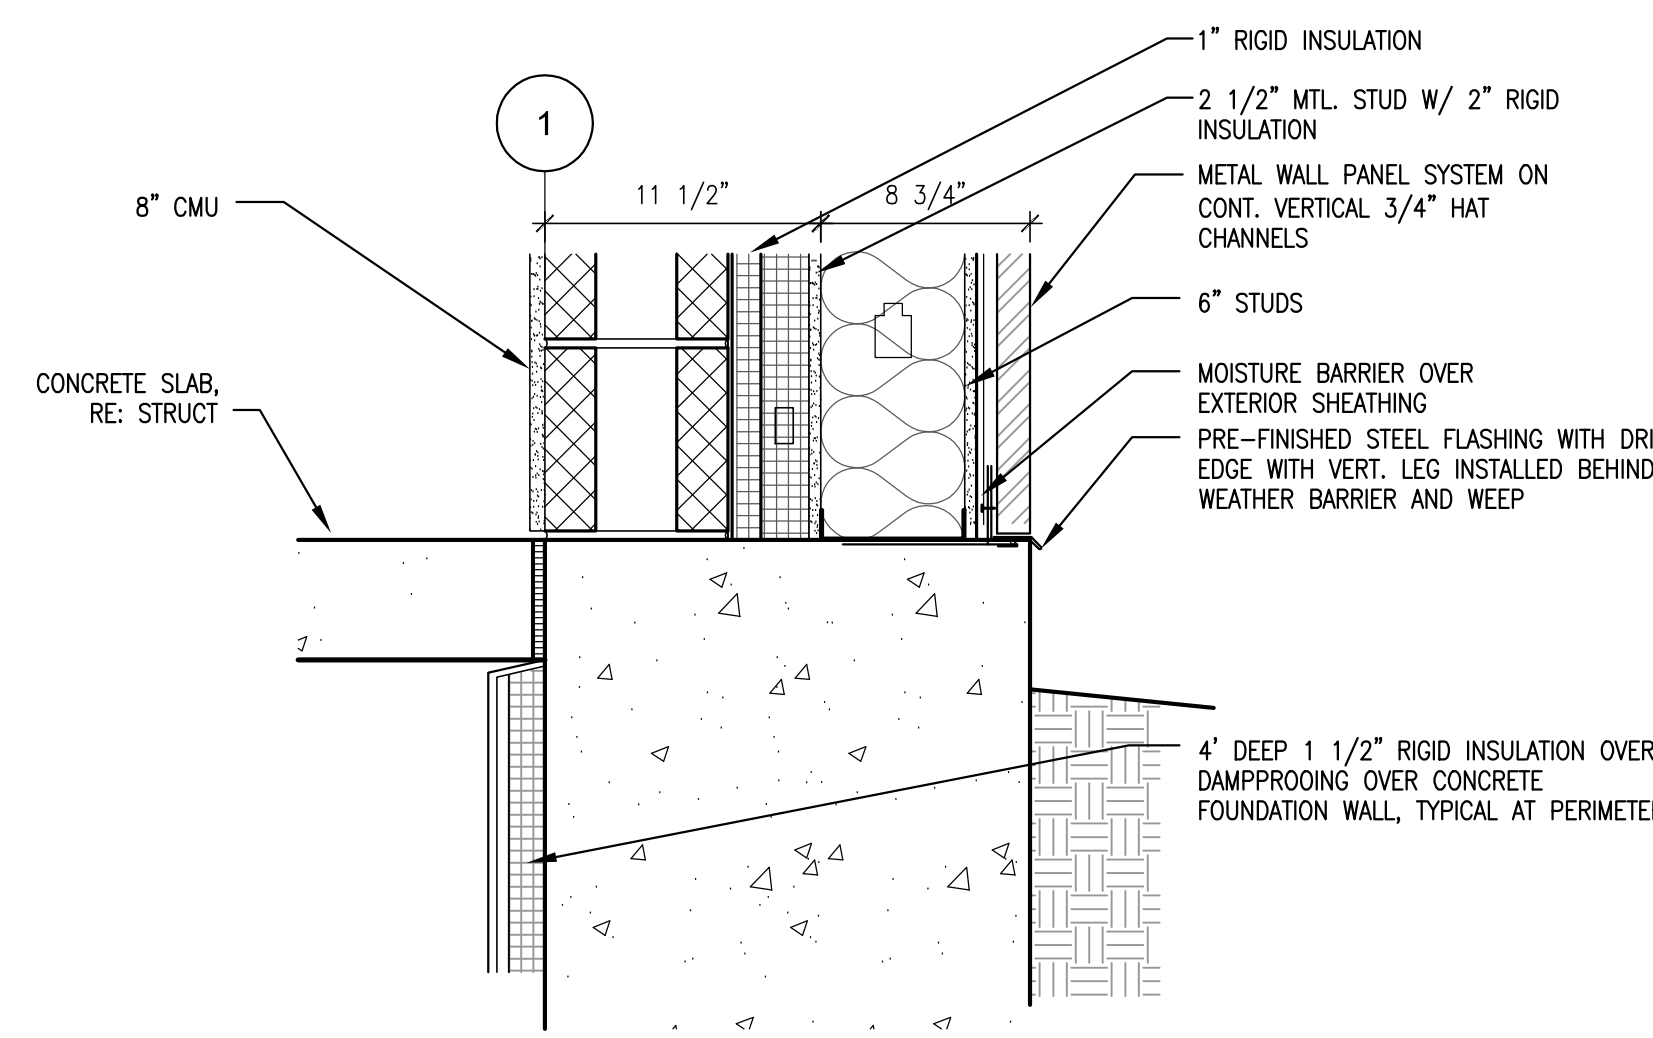 1” RIGID INSULATION
2 1/2” MTL. STUD W/ 2” RIGID
INSULATION
METAL WALL PANEL SYSTEM ON
CONT. VERTICAL 3/4” HAT
CHANNELS
6” STUDS
MOISTURE BARRIER OVER
EXTERIOR SHEATHING
PRE–FINISHED STEEL FLASHING WITH DRI
EDGE WITH VERT. LEG INSTALLED BEHIND
WEATHER BARRIER AND WEEP
4' DEEP 1 1/2” RIGID INSULATION OVER
DAMPPROOING OVER CONCRETE
FOUNDATION WALL, TYPICAL AT PERIMETE
1
11 1/2”
8 3/4”
8” CMU
CONCRETE SLAB,
RE: STRUCT